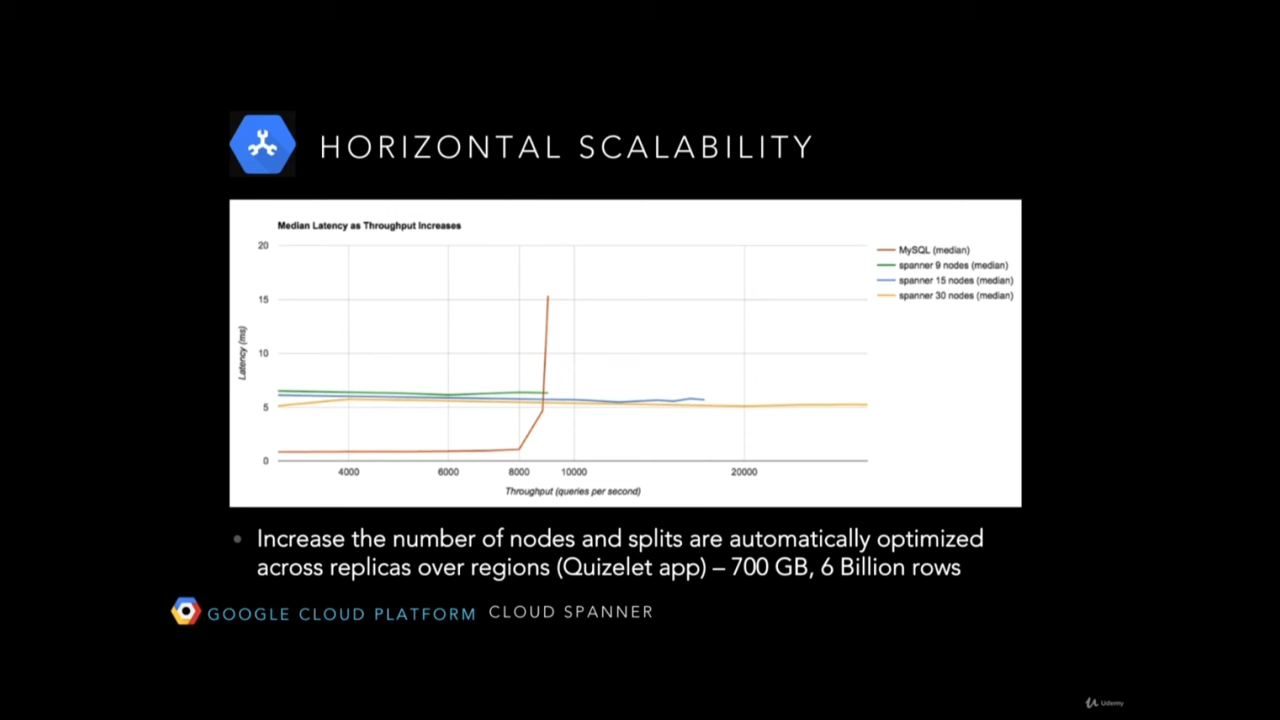 HORIZONTAL SCALABILITY
Median Latency as Throughput Increases
20
15
10
5
0
Latency (ms)
4000 6000 8000 10000 20000
Throughput (queries per second)
MySQL (median)
spanner 9 nodes (median)
spanner 15 nodes (median)
spanner 30 nodes (median)
• Increase the number of nodes and splits are automatically optimized
across replicas over regions (Quizelet app) – 700 GB, 6 Billion rows
GOOGLE CLOUD PLATFORM CLOUD SPANNER
Udemy